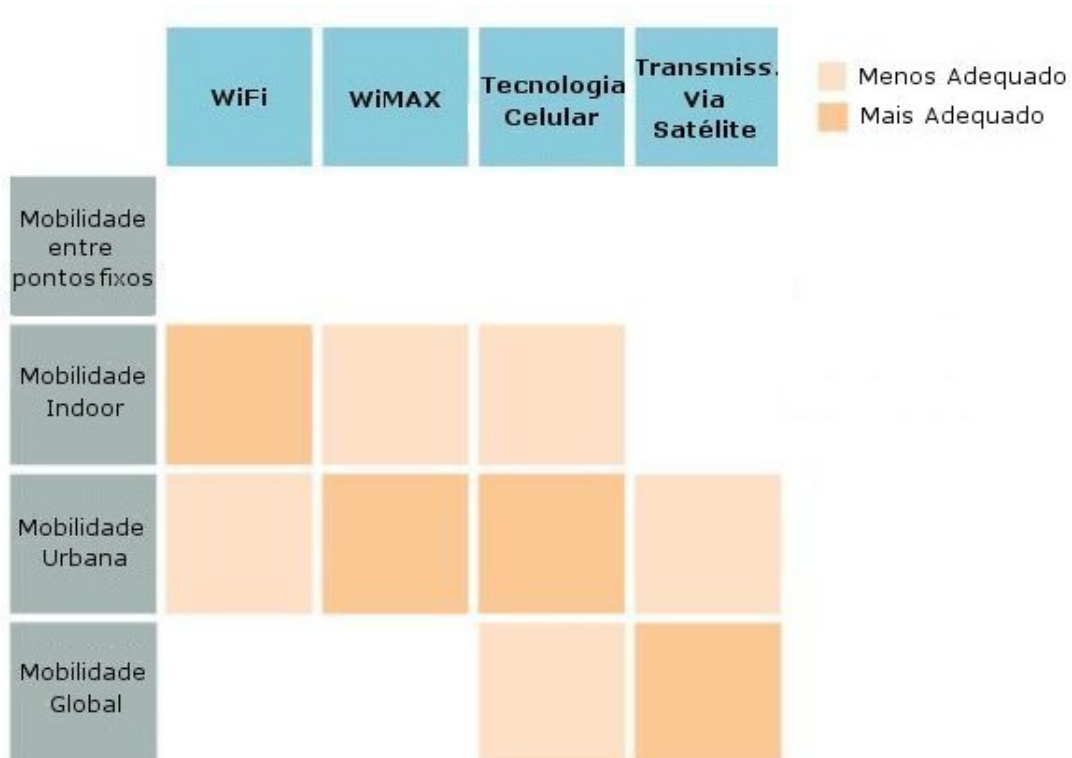 WiFi
WiMAX
Tecnologia
Celular
Transmiss.
Via
Satélite
Menos Adequado
Mais Adequado
Mobilidade
entre
pontos fixos
Mobilidade
Indoor
Mobilidade
Urbana
Mobilidade
Global